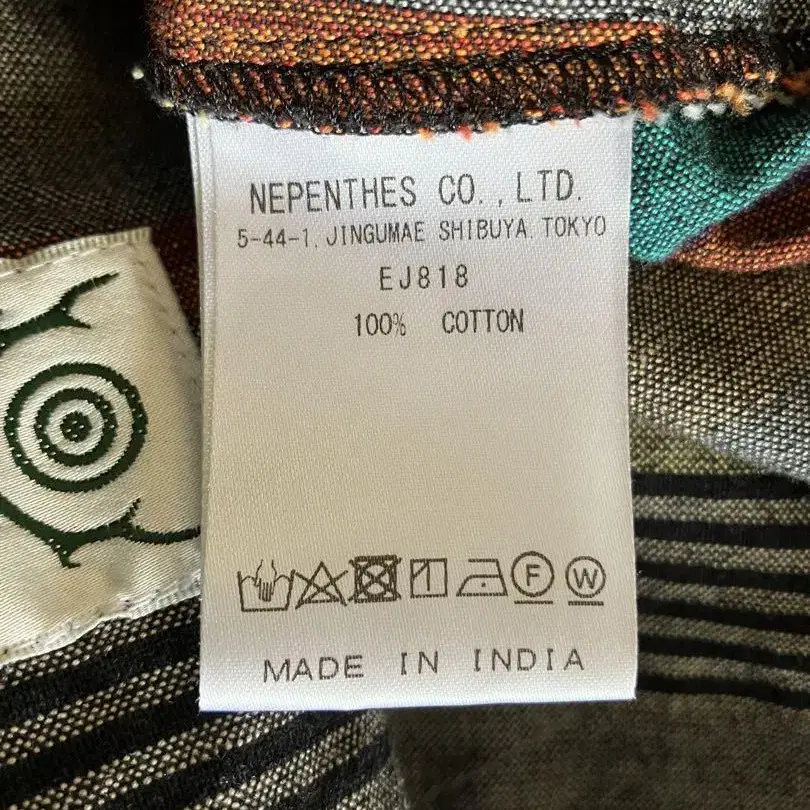 NEPENTHES CO., LTD.
5-44-1, JINGUMAE SHIBUYA. TOKYO
EJ818
100% COTTON
F W
MADE IN INDIA